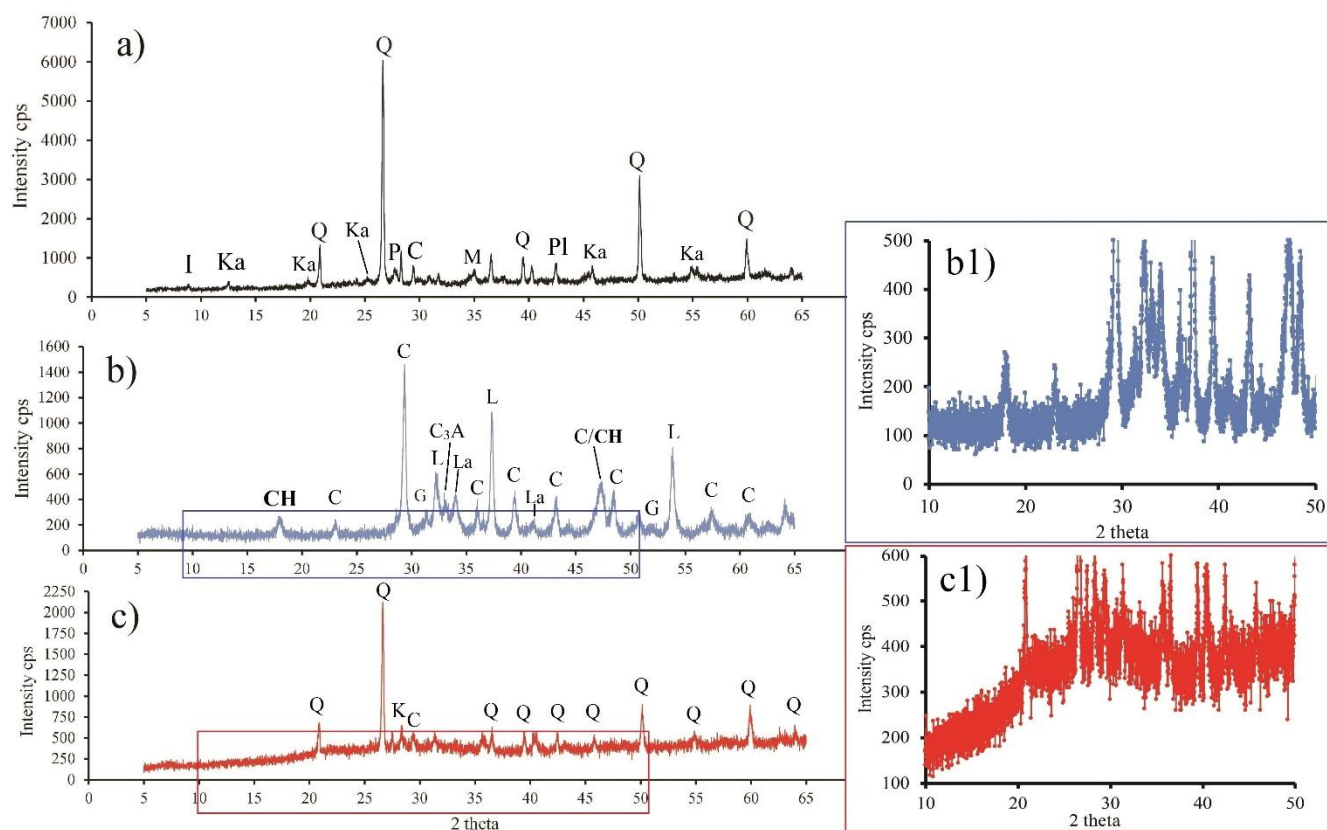 a)
Intensity cps
7000
6000
5000
4000
3000
2000
1000
0
Q
I Ka Ka Q Ka P C M Q Pl Ka Q Ka Q
0 5 10 15 20 25 30 35 40 45 50 55 60 65
b)
Intensity cps
1600
1400
1200
1000
800
600
400
200
0
CH C C G L C₃A La C L C La C C/CH C G L C C
0 5 10 15 20 25 30 35 40 45 50 55 60 65
c)
Intensity cps
2250
2000
1750
1500
1250
1000
750
500
250
0
Q Q K C Q Q Q Q Q Q Q Q
0 5 10 15 20 25 30 35 40 45 50 55 60 65
2 theta
b1)
Intensity cps
500
400
300
200
100
0
10 20 30 40 50
2 theta
c1)
Intensity cps
600
500
400
300
200
100
10 20 30 40 50
2 theta